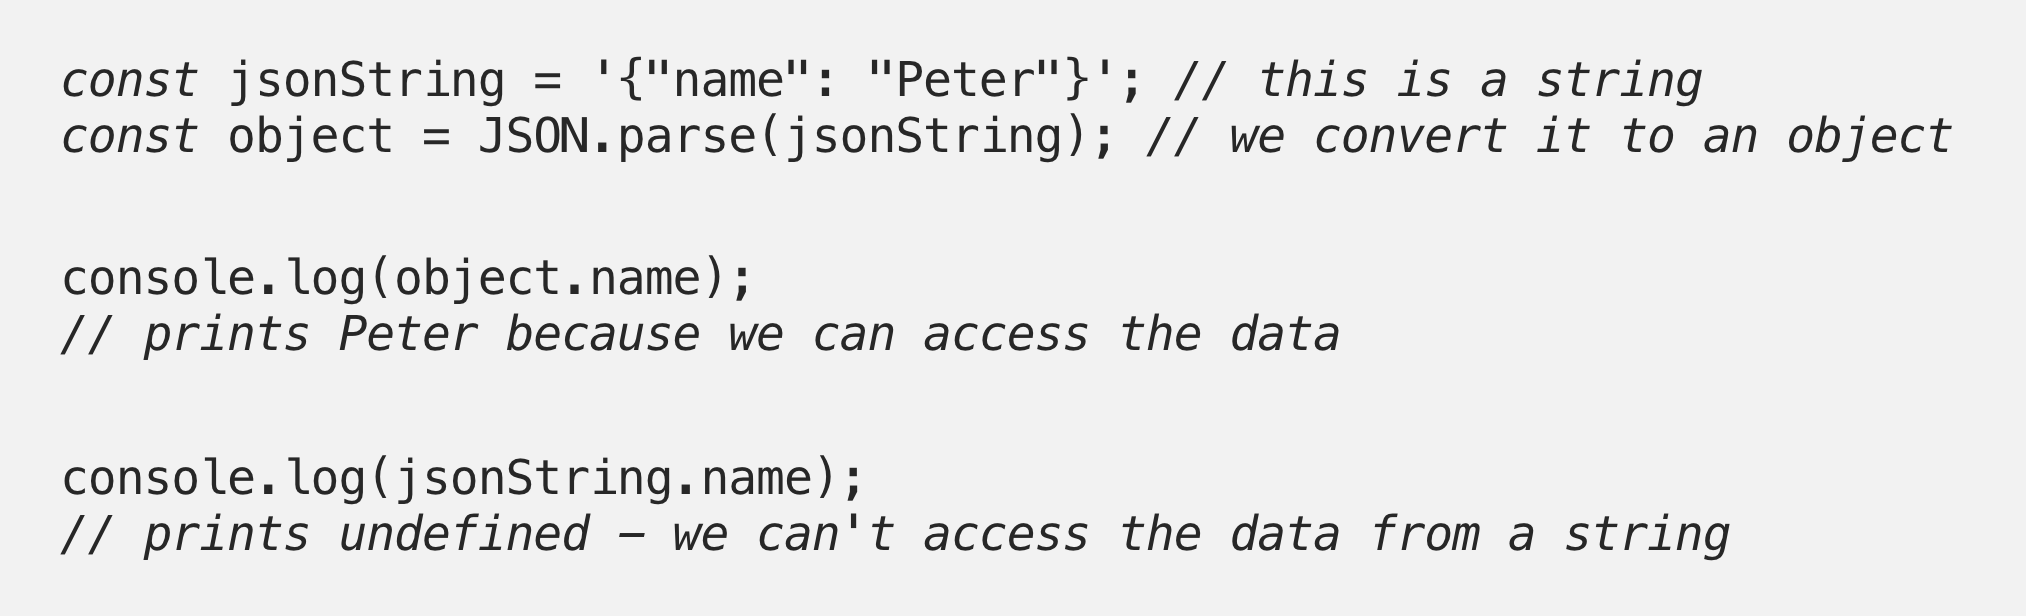 const jsonString = '{"name": "Peter"}'; // this is a string
const object = JSON.parse(jsonString); // we convert it to an object
console.log(object.name);
// prints Peter because we can access the data
console.log(jsonString.name);
// prints undefined – we can't access the data from a string